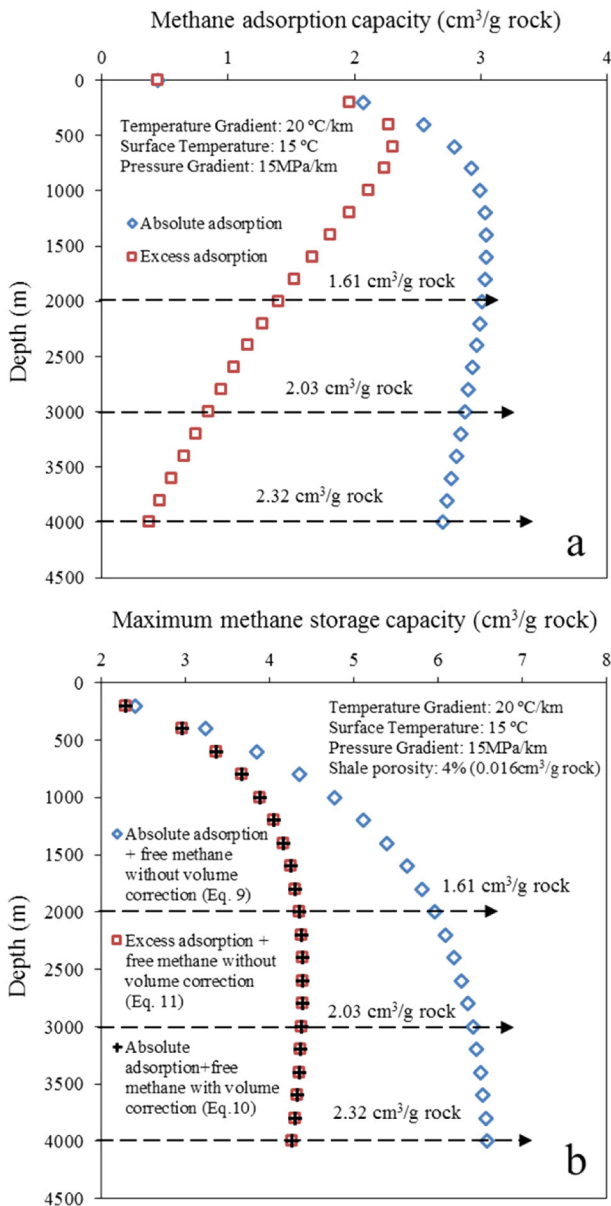 Methane adsorption capacity (cm³/g rock)
0 1 2 3 4
0
500
1000
1500
2000
2500
3000
3500
4000
4500
Depth (m)
Temperature Gradient: 20 °C/km
Surface Temperature: 15 °C
Pressure Gradient: 15MPa/km
Absolute adsorption
Excess adsorption
1.61 cm³/g rock
2.03 cm³/g rock
2.32 cm³/g rock
a
Maximum methane storage capacity (cm³/g rock)
2 3 4 5 6 7 8
0
500
1000
1500
2000
2500
3000
3500
4000
4500
Depth (m)
Temperature Gradient: 20 °C/km
Surface Temperature: 15 °C
Pressure Gradient: 15MPa/km
Shale porosity: 4% (0.016cm³/g rock)
Absolute adsorption
+ free methane
without volume
correction (Eq. 9)
Excess adsorption +
free methane without
volume correction
(Eq. 11)
Absolute
adsorption+free
methane with volume
correction (Eq.10)
1.61 cm³/g rock
2.03 cm³/g rock
2.32 cm³/g rock
b